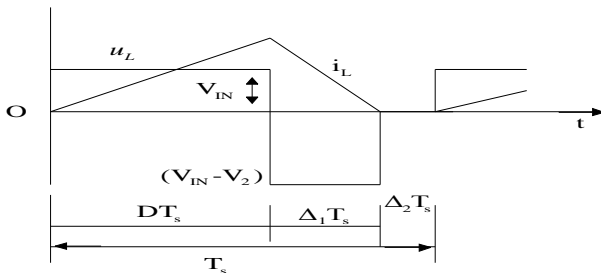 u_L
i_L
V_IN
O
t
(V_IN - V_2)
DT_s
Δ_1T_s
Δ_2T_s
T_s